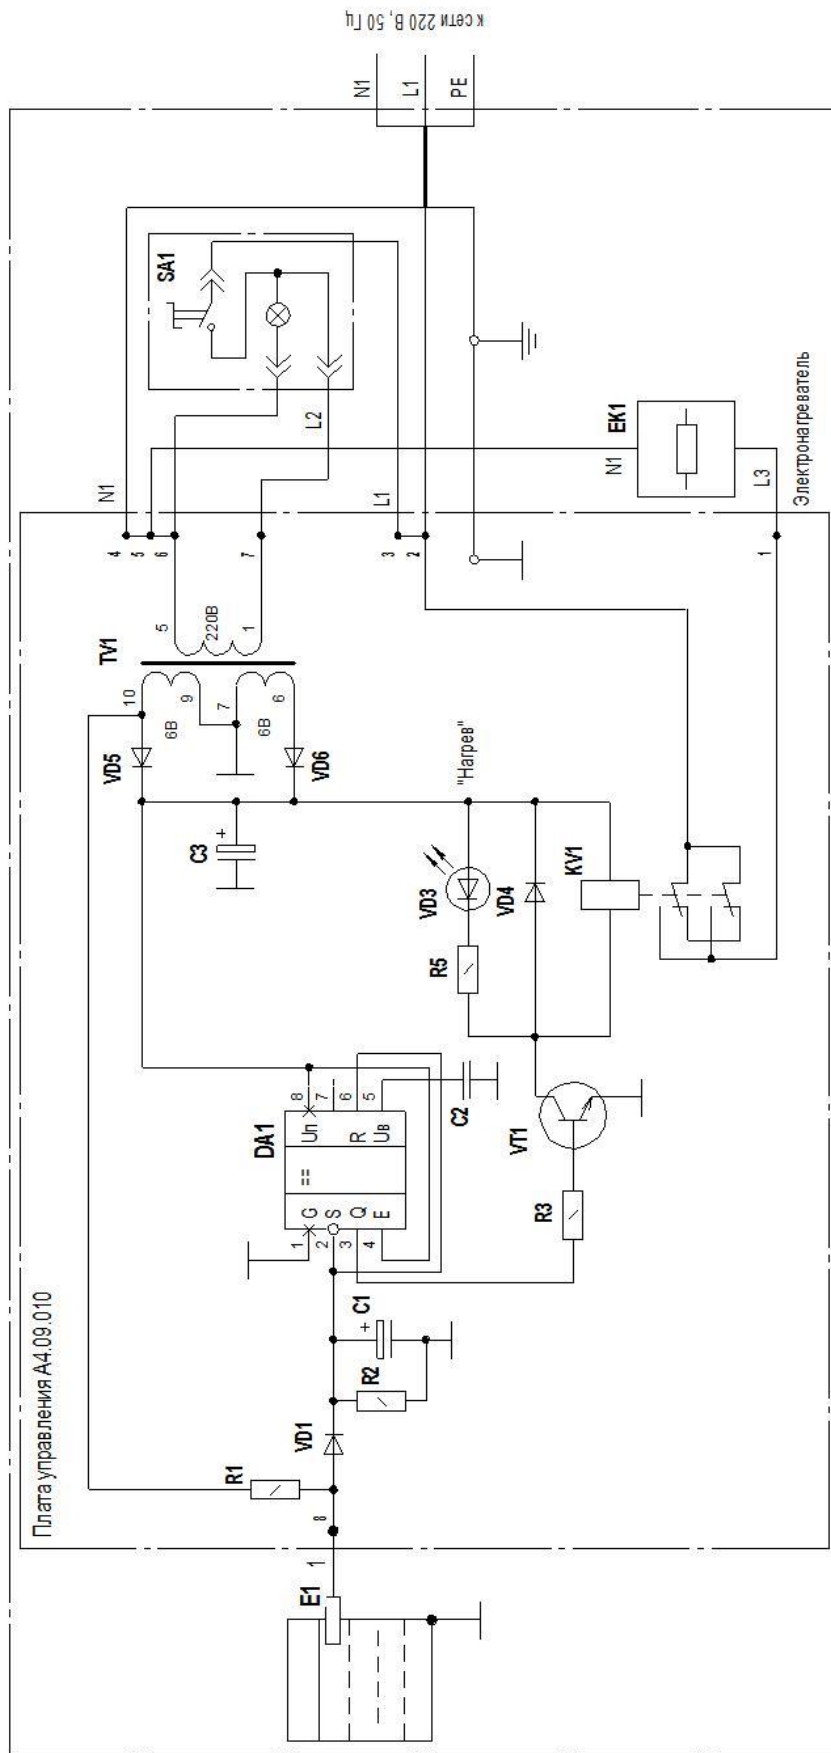 Плата управления А4.09.010
E1
1
8
R1
VD1
R2
C1
+
DA1
==
1
G
2
S
3
Q
4
E
8
Uп
7
6
R
5
Uв
C2
R3
VT1
R5
VD3
"Нагрев"
VD4
KV1
C3
+
VD5
VD6
TV1
10
6В
9
7
6В
6
5
220В
1
4
5
6
7
3
2
1
N1
L2
L1
SA1
EK1
N1
L3
Электронагреватель
N1
L1
PE
к сети 220 В, 50 Гц